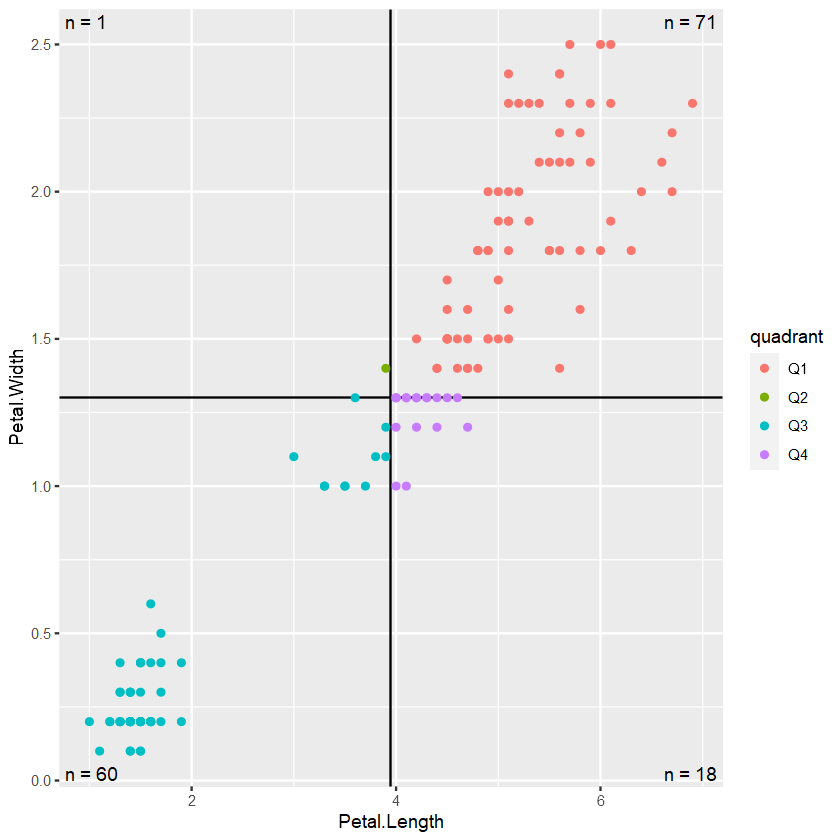 n = 1
n = 71
2.5
2.0
1.5
1.0
0.5
0.0
Petal.Width
n = 60
n = 18
2
4
6
Petal.Length
quadrant
Q1
Q2
Q3
Q4